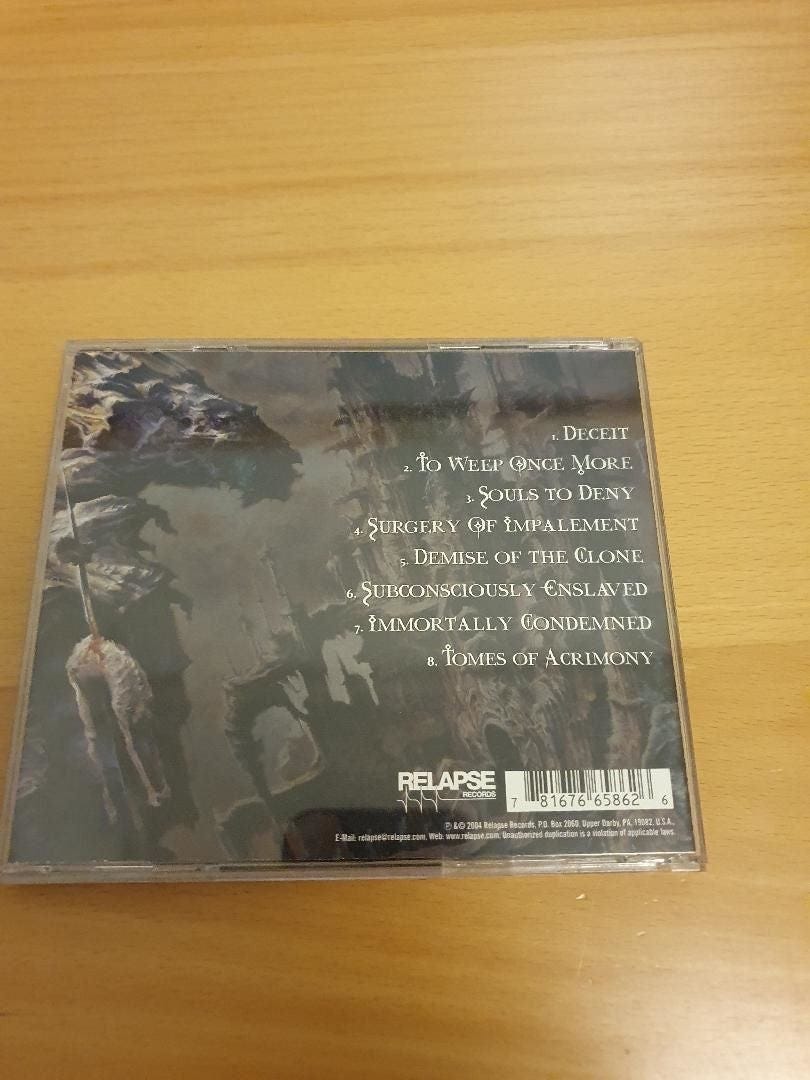 1. Deceit
2. To Weep Once More
3. Souls to Deny
4. Surgery Of Impalement
5. Demise of the Clone
6. Subconsciously Enslaved
7. Immortally Condemned
8. Tomes of Acrimony
RELAPSE
RECORDS
7 81676 65862 6
℗ & © 2004 Relapse Records, P.O. Box 2060, Upper Darby, PA, 19082, U.S.A.,
E-Mail: relapse@relapse.com, Web: www.relapse.com. Unauthorized duplication is a violation of applicable laws.